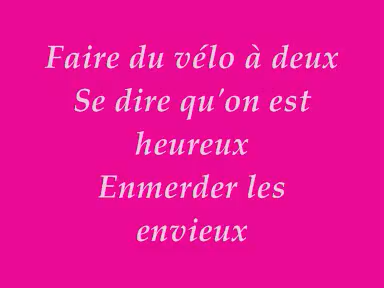 Faire du vélo à deux
Se dire qu'on est
heureux
Enmerder les
envieux